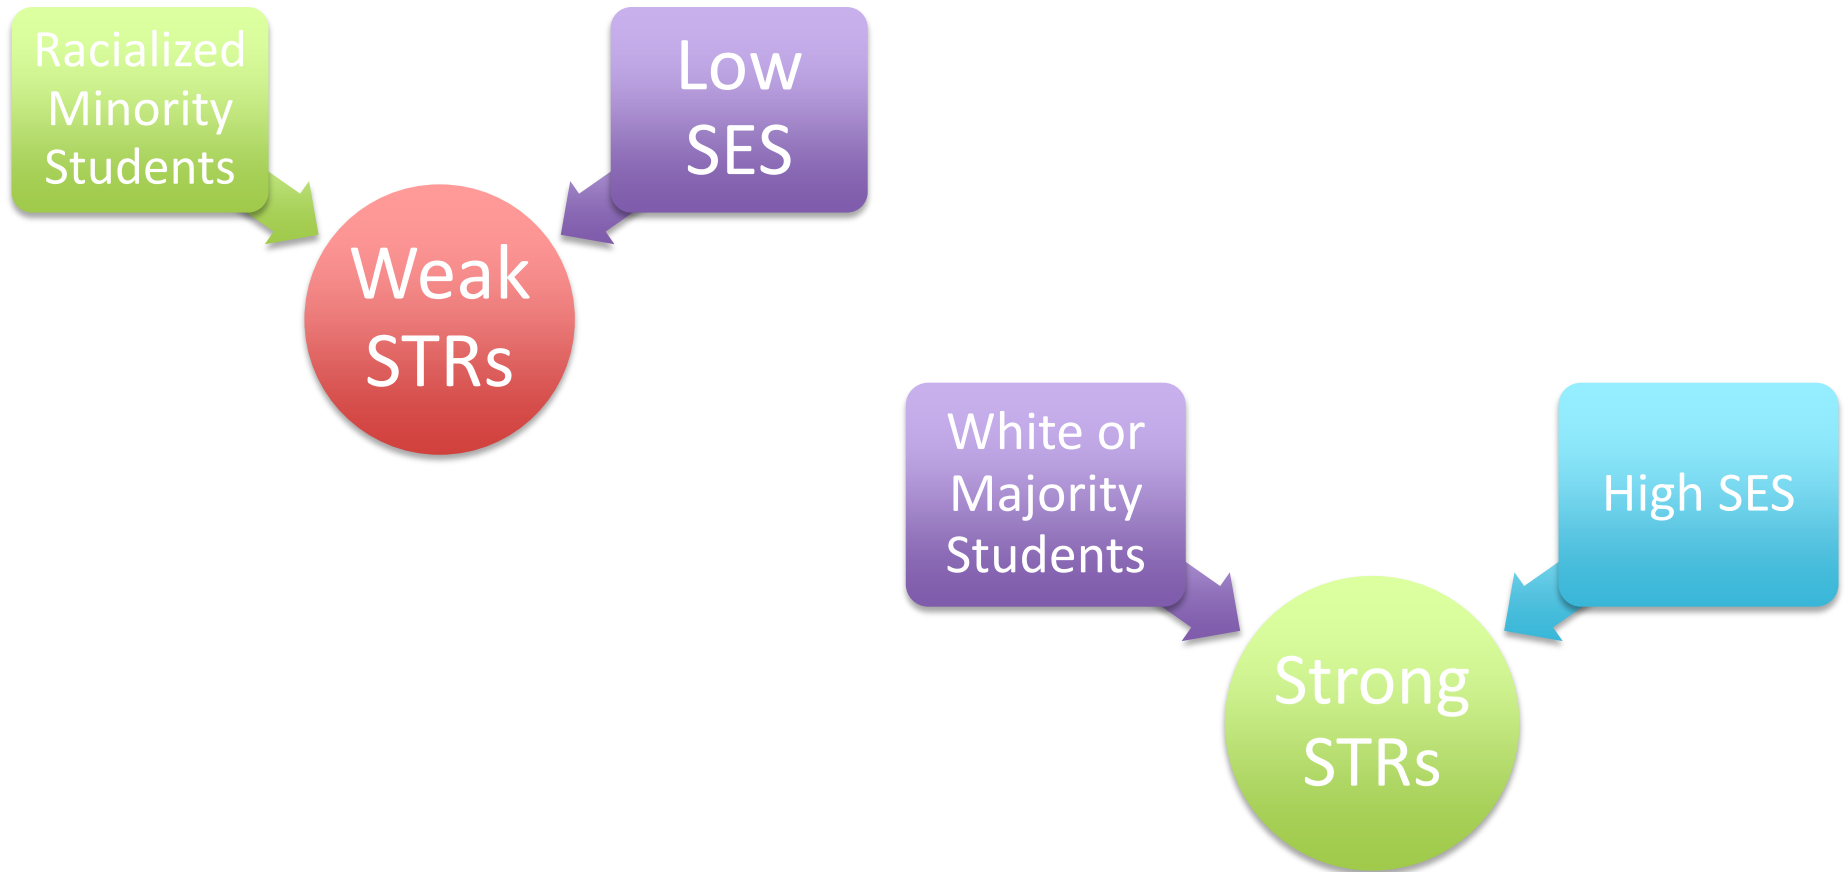 Racialized
Minority
Students
Low
SES
Weak
STRs
White or
Majority
Students
High SES
Strong
STRs